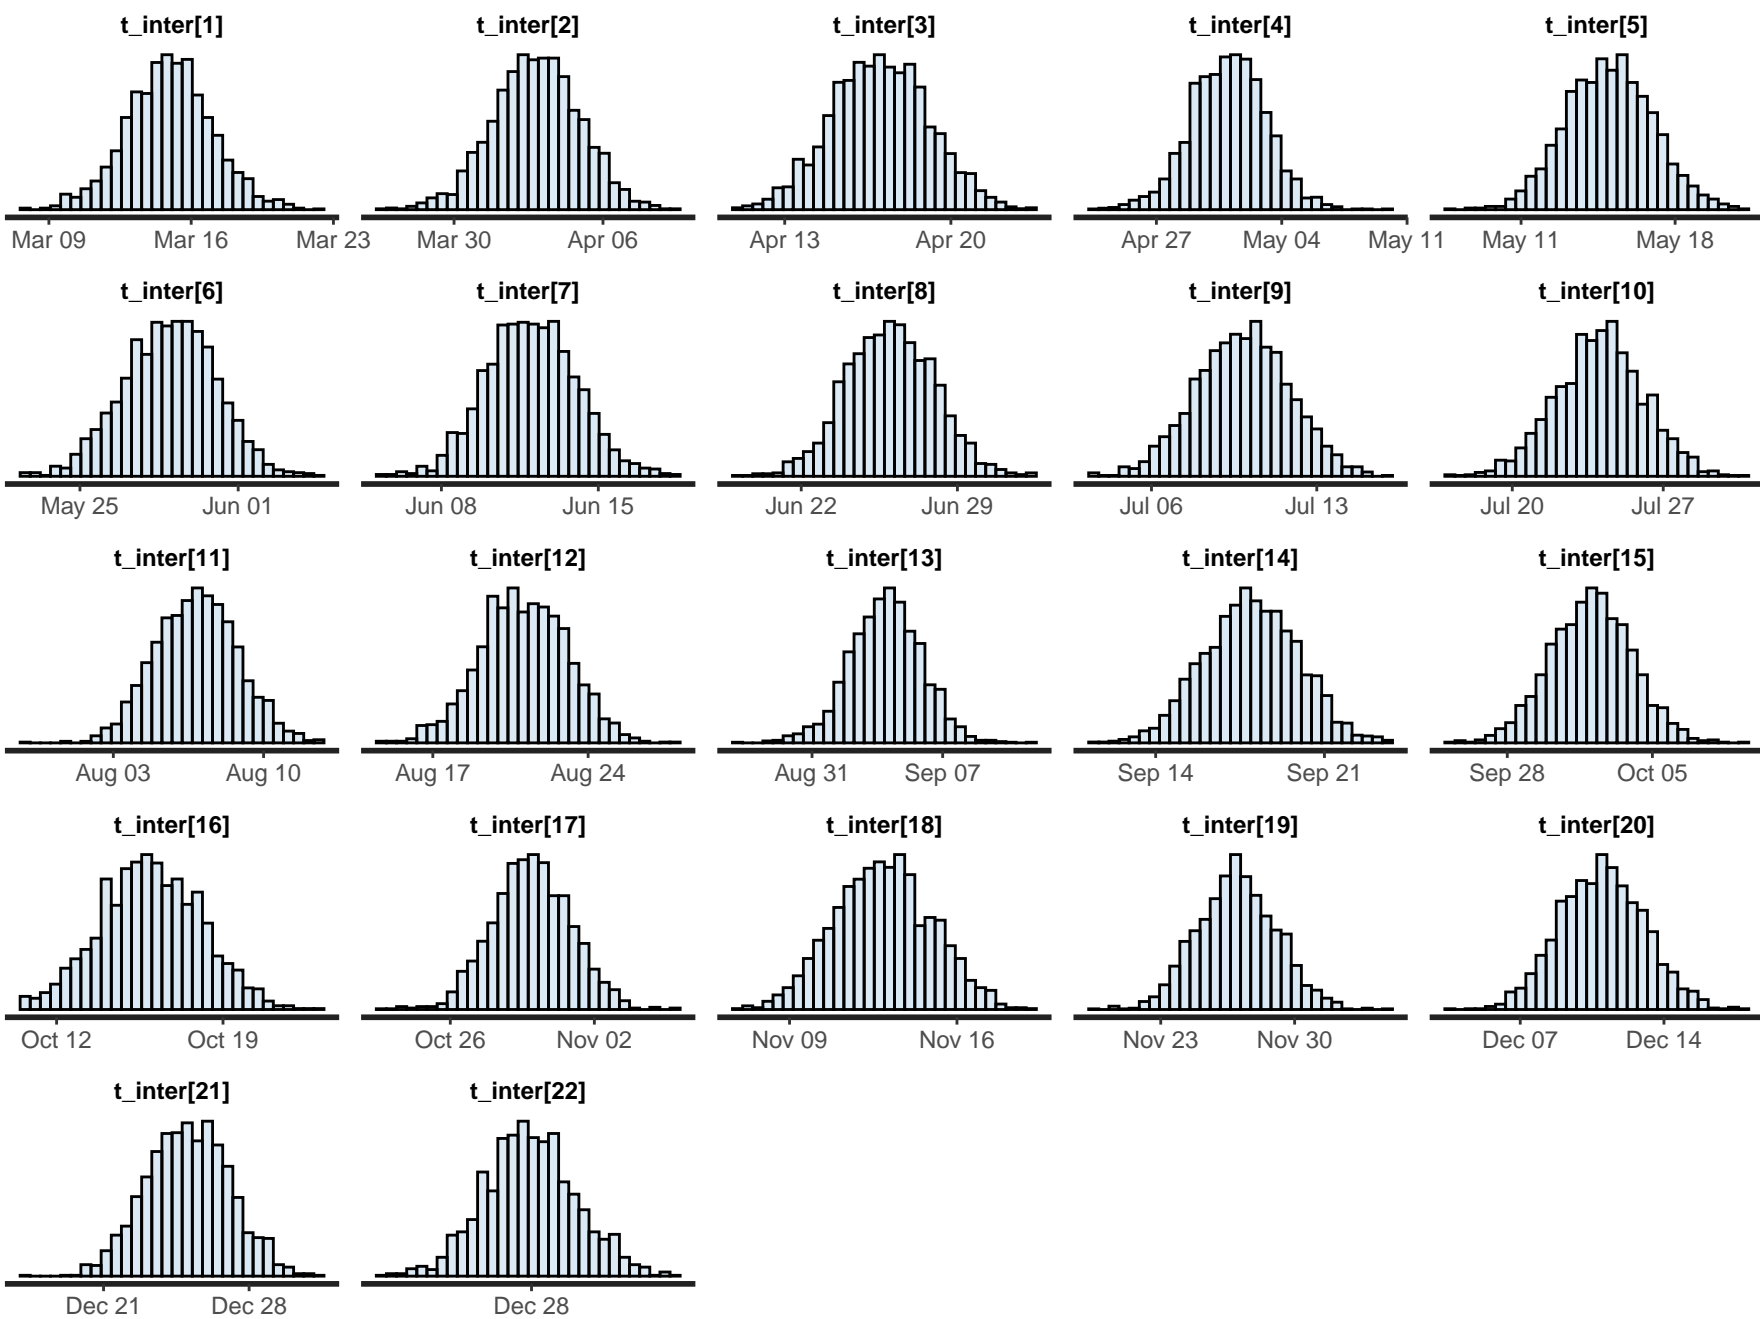 t_inter[1] t_inter[2] t_inter[3] t_inter[4] t_inter[5]
Mar 09 Mar 16 Mar 23 Mar 30 Apr 06 Apr 13 Apr 20 Apr 27 May 04 May 11 May 11 May 18
t_inter[6] t_inter[7] t_inter[8] t_inter[9] t_inter[10]
May 25 Jun 01 Jun 08 Jun 15 Jun 22 Jun 29 Jul 06 Jul 13 Jul 20 Jul 27
t_inter[11] t_inter[12] t_inter[13] t_inter[14] t_inter[15]
Aug 03 Aug 10 Aug 17 Aug 24 Aug 31 Sep 07 Sep 14 Sep 21 Sep 28 Oct 05
t_inter[16] t_inter[17] t_inter[18] t_inter[19] t_inter[20]
Oct 12 Oct 19 Oct 26 Nov 02 Nov 09 Nov 16 Nov 23 Nov 30 Dec 07 Dec 14
t_inter[21] t_inter[22]
Dec 21 Dec 28 Dec 28